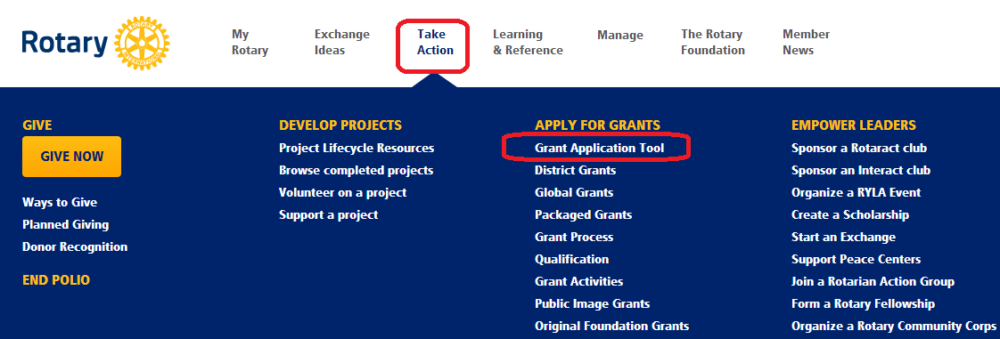 Rotary
ROTARY
INTERNATIONAL
My
Rotary
Exchange
Ideas
Take
Action
Learning
& Reference
Manage
The Rotary
Foundation
Member
News
GIVE
GIVE NOW
Ways to Give
Planned Giving
Donor Recognition
END POLIO
DEVELOP PROJECTS
Project Lifecycle Resources
Browse completed projects
Volunteer on a project
Support a project
APPLY FOR GRANTS
Grant Application Tool
District Grants
Global Grants
Packaged Grants
Grant Process
Qualification
Grant Activities
Public Image Grants
Original Foundation Grants
EMPOWER LEADERS
Sponsor a Rotaract club
Sponsor an Interact club
Organize a RYLA Event
Create a Scholarship
Start an Exchange
Support Peace Centers
Join a Rotarian Action Group
Form a Rotary Fellowship
Organize a Rotary Community Corps